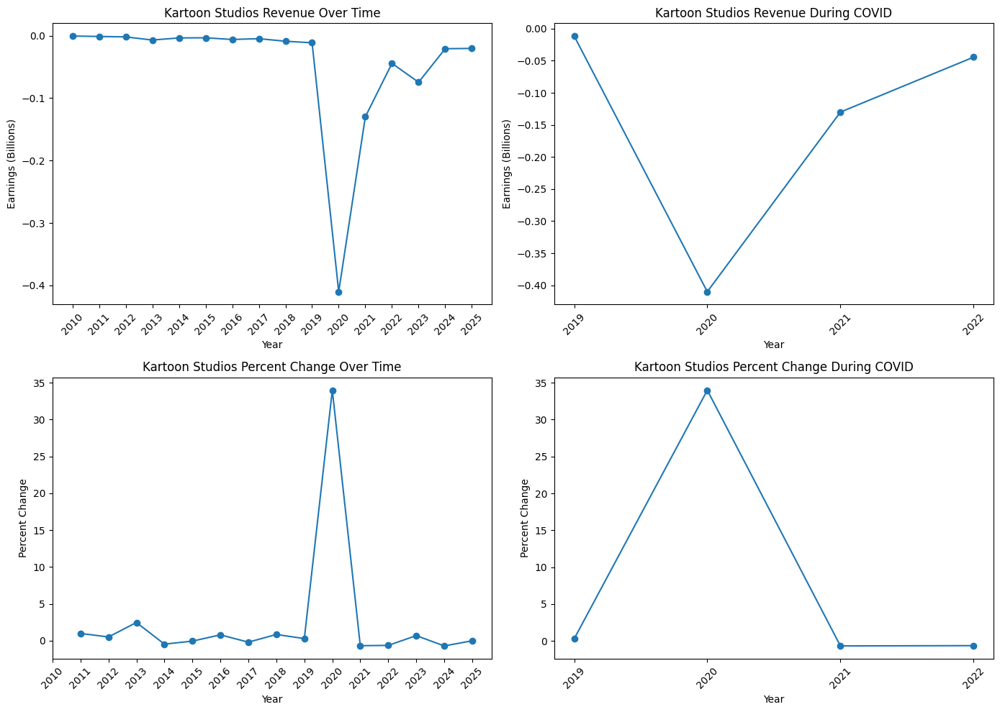 Kartoon Studios Revenue Over Time
0.0
−0.1
−0.2
−0.3
−0.4
Earnings (Billions)
2010 2011 2012 2013 2014 2015 2016 2017 2018 2019 2020 2021 2022 2023 2024 2025
Year
Kartoon Studios Revenue During COVID
0.00
−0.05
−0.10
−0.15
−0.20
−0.25
−0.30
−0.35
−0.40
Earnings (Billions)
2019 2020 2021 2022
Year
Kartoon Studios Percent Change Over Time
35
30
25
20
15
10
5
0
Percent Change
2010 2011 2012 2013 2014 2015 2016 2017 2018 2019 2020 2021 2022 2023 2024 2025
Year
Kartoon Studios Percent Change During COVID
35
30
25
20
15
10
5
0
Percent Change
2019 2020 2021 2022
Year